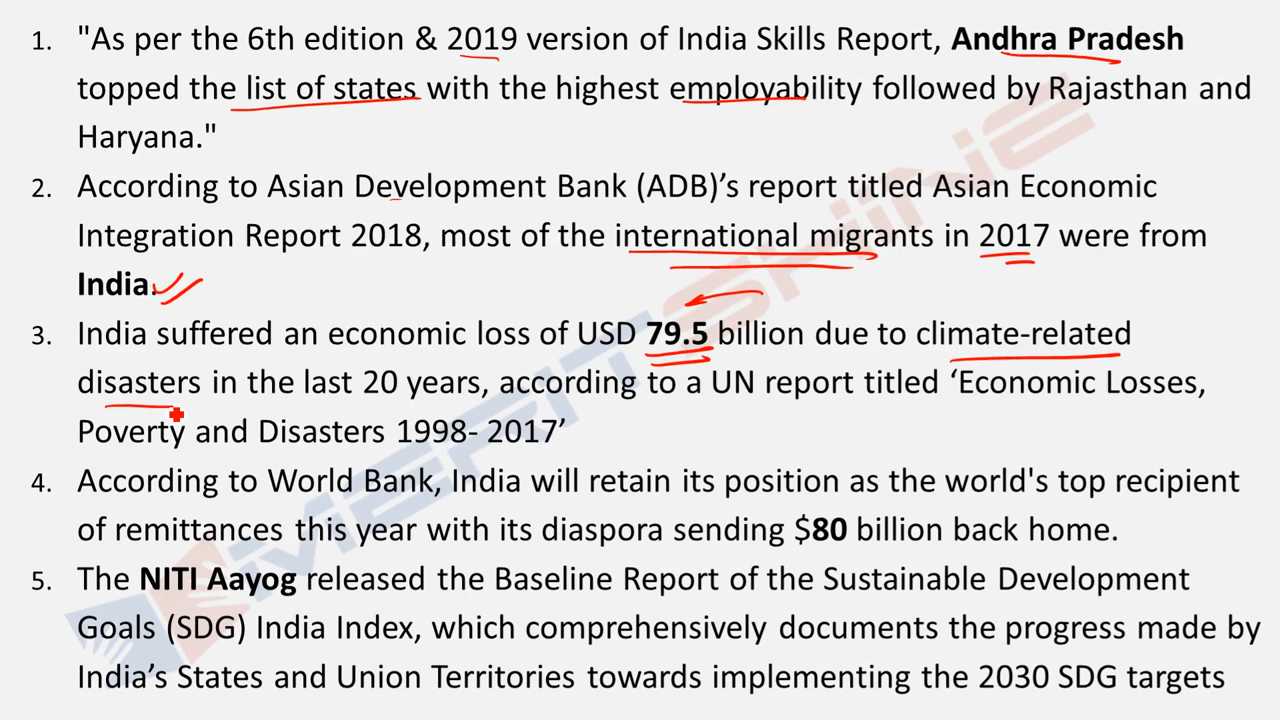 1. "As per the 6th edition & 2019 version of India Skills Report, Andhra Pradesh
topped the list of states with the highest employability followed by Rajasthan and
Haryana."
2. According to Asian Development Bank (ADB)’s report titled Asian Economic
Integration Report 2018, most of the international migrants in 2017 were from
India.
3. India suffered an economic loss of USD 79.5 billion due to climate-related
disasters in the last 20 years, according to a UN report titled ‘Economic Losses,
Poverty and Disasters 1998- 2017’
4. According to World Bank, India will retain its position as the world's top recipient
of remittances this year with its diaspora sending $80 billion back home.
5. The NITI Aayog released the Baseline Report of the Sustainable Development
Goals (SDG) India Index, which comprehensively documents the progress made by
India’s States and Union Territories towards implementing the 2030 SDG targets
MERIT SHINE